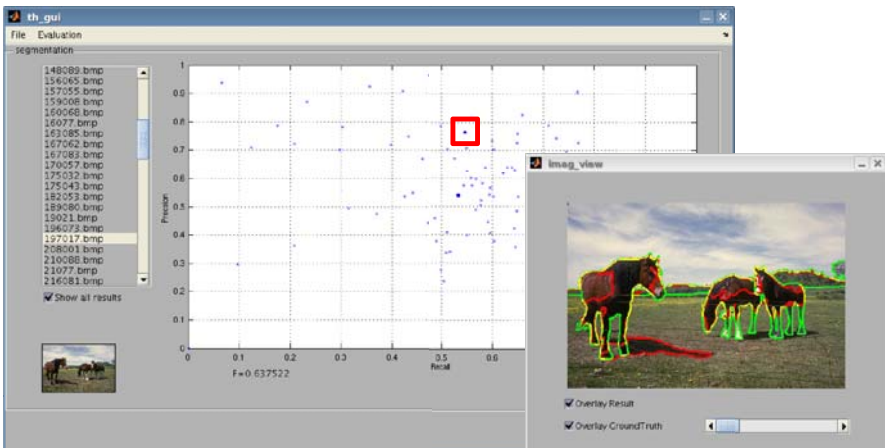 th_gui
File Evaluation
segmentation
148089.bmp
156065.bmp
157055.bmp
159008.bmp
160068.bmp
16077.bmp
163085.bmp
167062.bmp
167083.bmp
170057.bmp
175032.bmp
175043.bmp
182053.bmp
189080.bmp
19021.bmp
196073.bmp
197017.bmp
208001.bmp
210088.bmp
21077.bmp
216081.bmp
Show all results
1
0.9
0.8
0.7
0.6
0.5
0.4
0.3
0.2
0.1
0
Precision
0 0.1 0.2 0.3 0.4 0.5 0.6
Recall
F=0.637522
imag_view
Overlay Result
Overlay GroundTruth